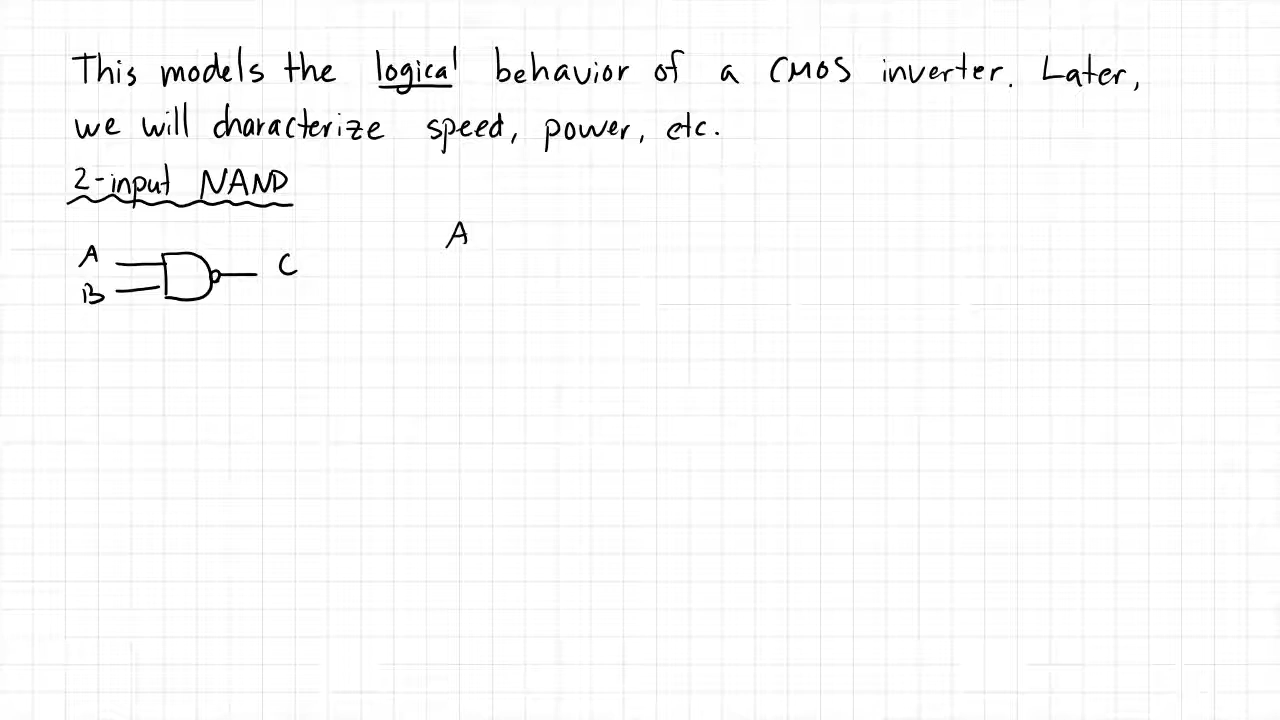 This models the logical behavior of a CMOS inverter. Later,
we will characterize speed, power, etc.
2-input NAND
A
A
C
B